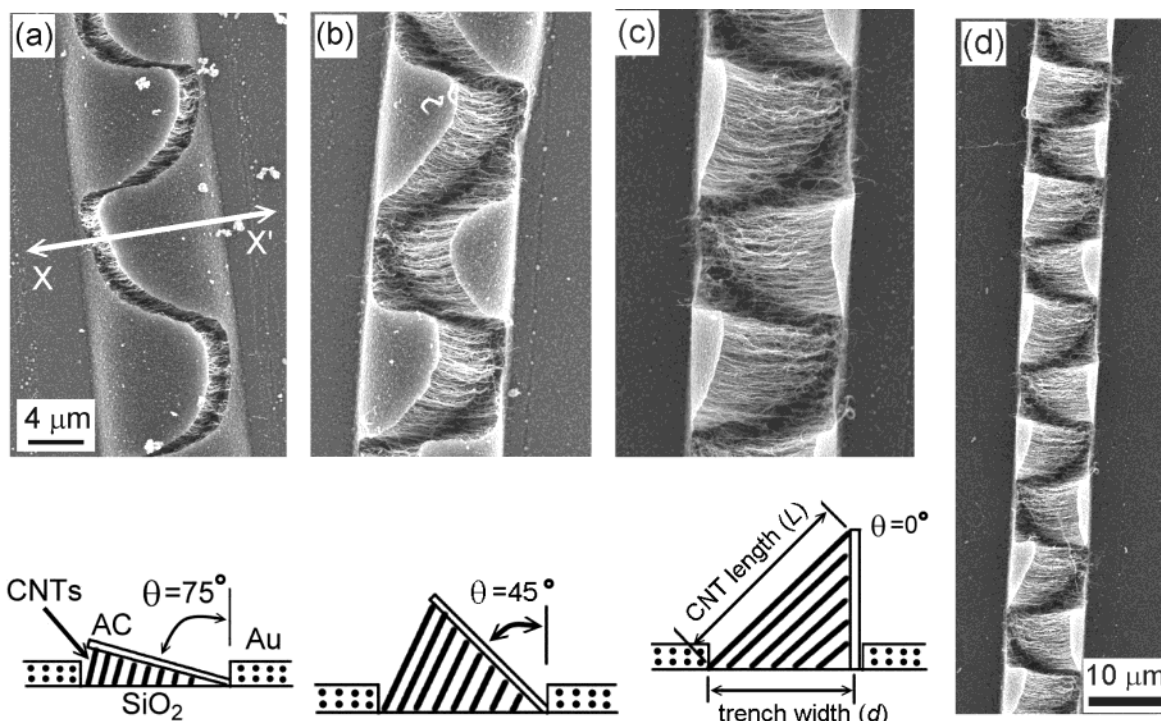 (a)
(b)
(c)
(d)
X
X'
4 μm
CNTs
AC
θ=75°
Au
SiO₂
θ=45°
CNT length (L)
θ=0°
trench width (d)
10 μm